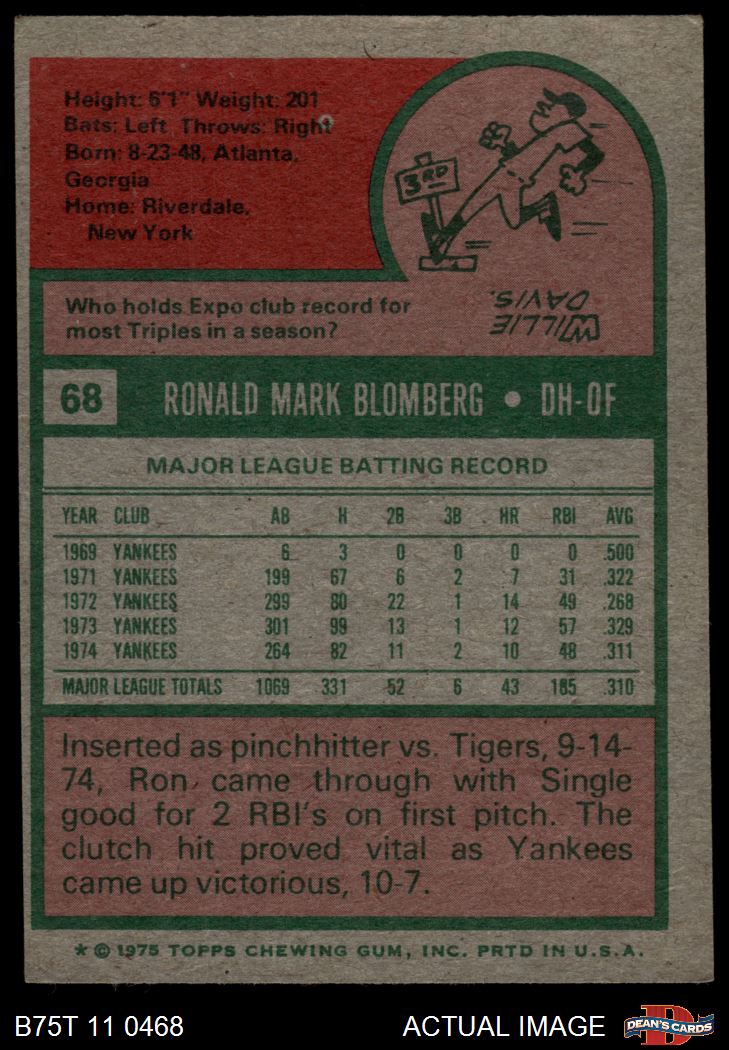 Height: 6'1" Weight: 201
Bats: Left Throws: Right
Born: 8-23-48, Atlanta,
Georgia
Home: Riverdale,
New York
3RD
Who holds Expo club record for
most Triples in a season?
WILLIE
DAVIS.
68 RONALD MARK BLOMBERG • DH-OF
MAJOR LEAGUE BATTING RECORD
YEAR CLUB AB H 2B 3B HR RBI AVG
1969 YANKEES 6 3 0 0 0 0 .500
1971 YANKEES 199 67 6 2 7 31 .322
1972 YANKEES 299 80 22 1 14 49 .268
1973 YANKEES 301 99 13 1 12 57 .329
1974 YANKEES 264 82 11 2 10 48 .311
MAJOR LEAGUE TOTALS 1069 331 52 6 43 185 .310
Inserted as pinchhitter vs. Tigers, 9-14-
74, Ron came through with Single
good for 2 RBI's on first pitch. The
clutch hit proved vital as Yankees
came up victorious, 10-7.
* © 1975 TOPPS CHEWING GUM, INC. PRTD IN U.S.A.
B75T 11 0468 ACTUAL IMAGE DEAN'S CARDS